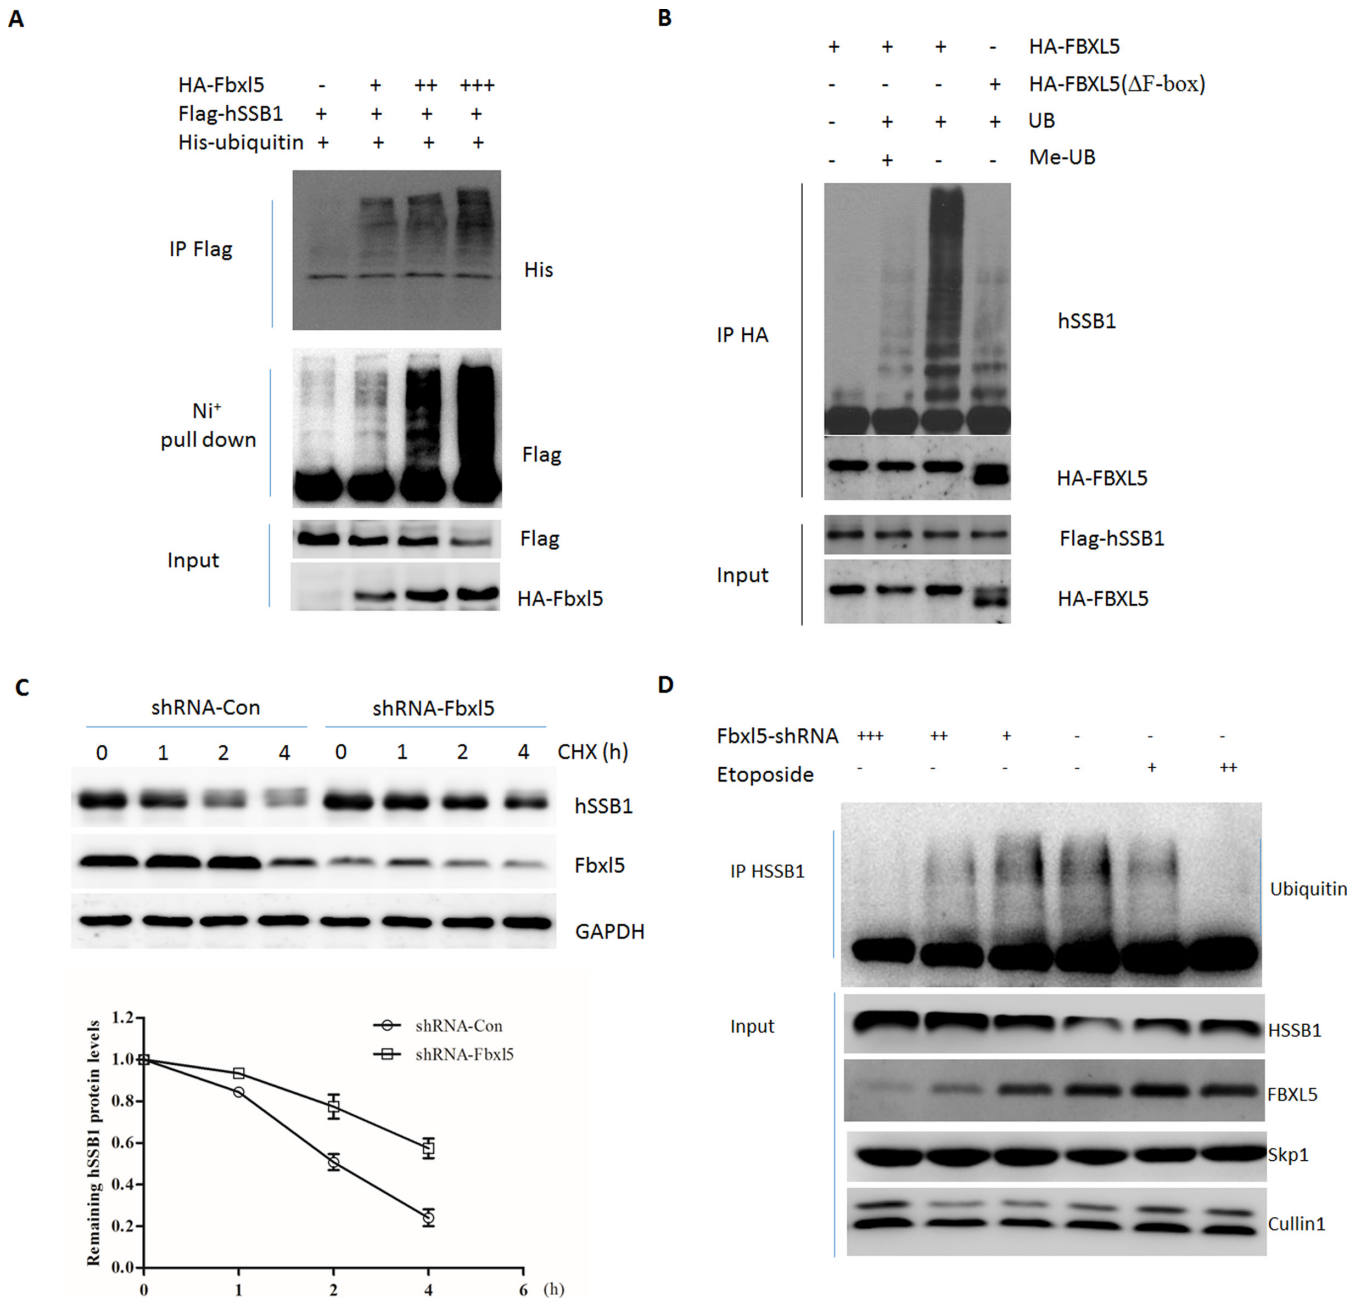 A
HA-Fbxl5 - + ++ +++
Flag-hSSB1 + + + +
His-ubiquitin + + + +
IP Flag
His
Ni+
pull down
Flag
Input
Flag
HA-Fbxl5
B
+ + + - HA-FBXL5
- - - + HA-FBXL5(ΔF-box)
- + + + UB
- + - - Me-UB
IP HA
hSSB1
HA-FBXL5
Input
Flag-hSSB1
HA-FBXL5
C
shRNA-Con shRNA-Fbxl5
0 1 2 4 0 1 2 4 CHX (h)
hSSB1
Fbxl5
GAPDH
Remaining hSSB1 protein levels
1.2
1.0
0.8
0.6
0.4
0.2
0.0
shRNA-Con
shRNA-Fbxl5
0 1 2 4 6 (h)
D
Fbxl5-shRNA +++ ++ + - - -
Etoposide - - - - + ++
IP HSSB1
Ubiquitin
Input
HSSB1
FBXL5
Skp1
Cullin1